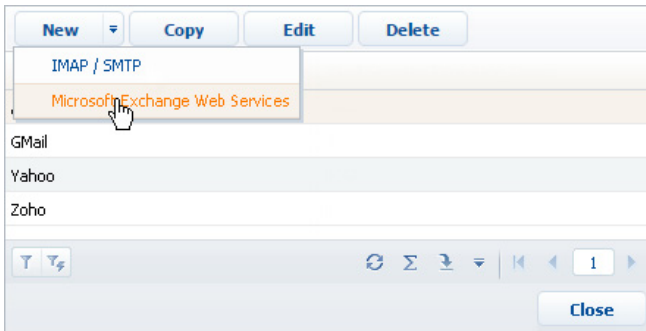 New Copy Edit Delete
IMAP / SMTP
Microsoft Exchange Web Services
GMail
Yahoo
Zoho
1
Close